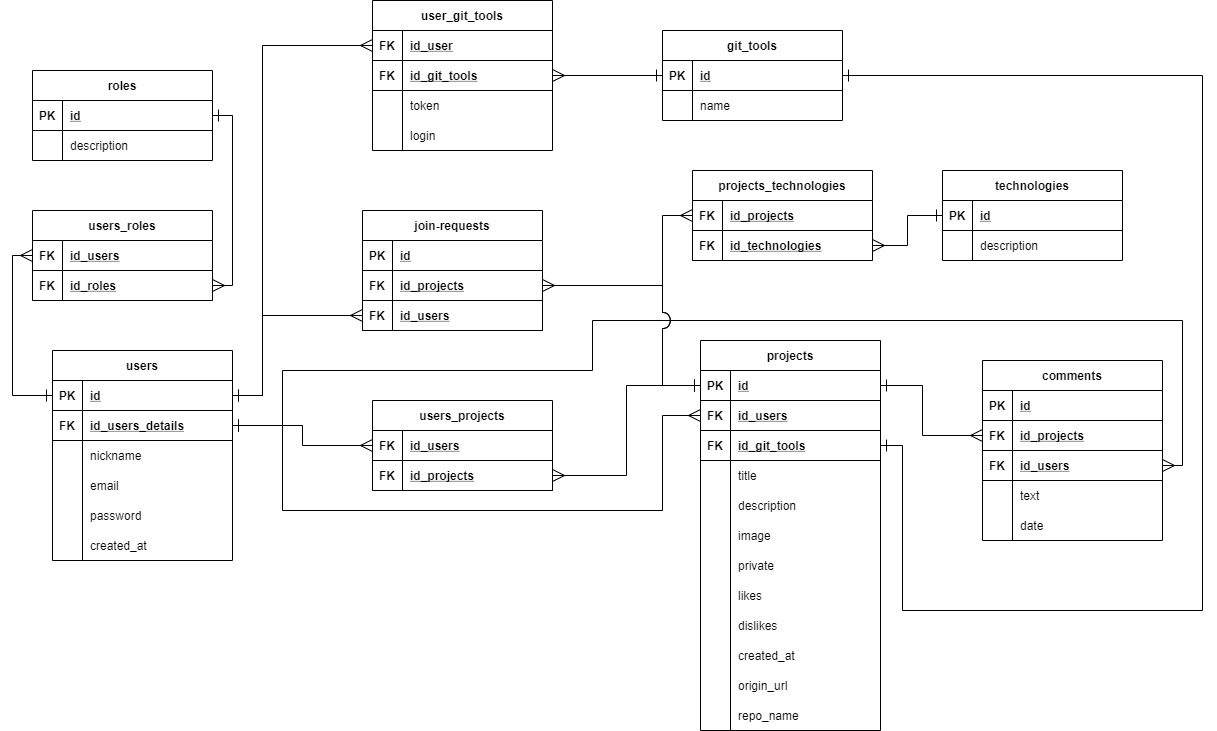 user_git_tools
FK id_user
FK id_git_tools
token
login
git_tools
PK id
name
roles
PK id
description
projects_technologies
FK id_projects
FK id_technologies
technologies
PK id
description
users_roles
FK id_users
FK id_roles
join-requests
PK id
FK id_projects
FK id_users
users
PK id
FK id_users_details
nickname
email
password
created_at
users_projects
FK id_users
FK id_projects
projects
PK id
FK id_users
FK id_git_tools
title
description
image
private
likes
dislikes
created_at
origin_url
repo_name
comments
PK id
FK id_projects
FK id_users
text
date